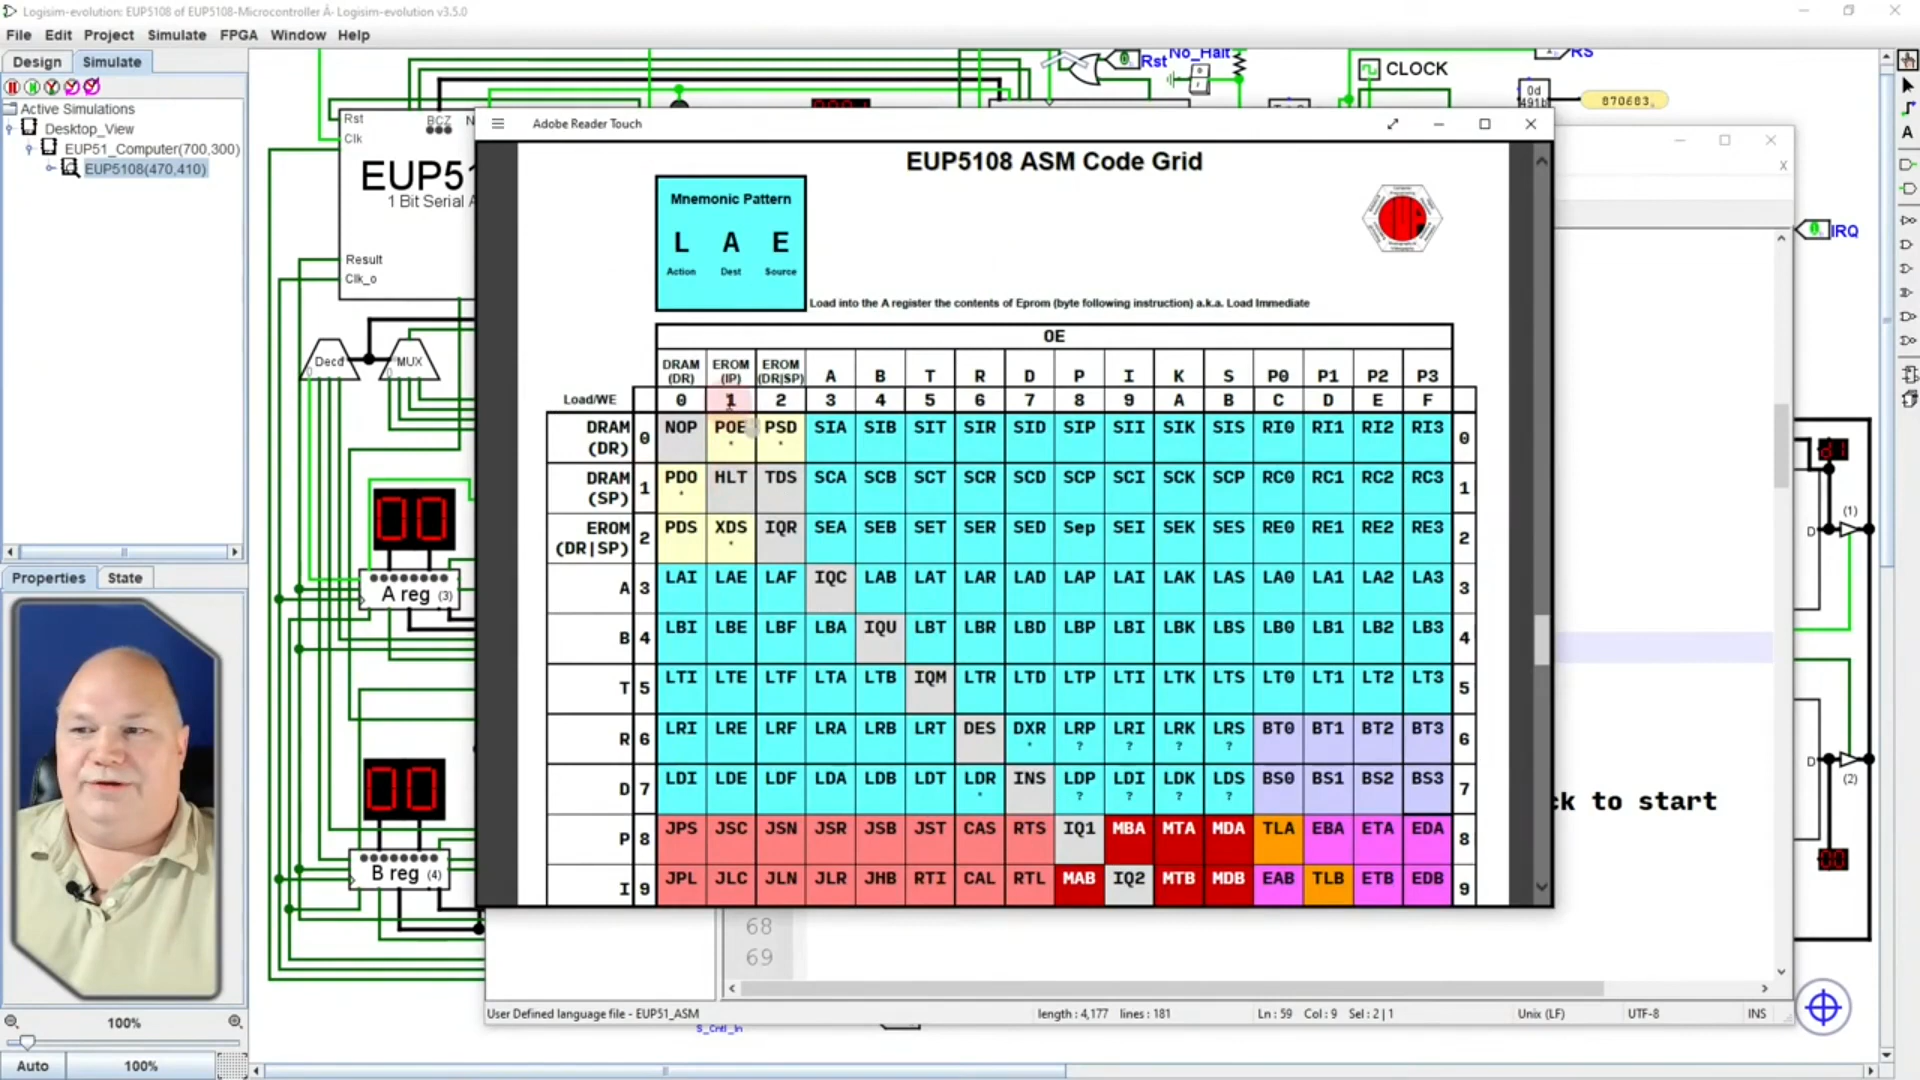 Logisim-evolution: EUP5108 of EUP5108-Microcontroller Â· Logisim-evolution v3.5.0
File Edit Project Simulate FPGA Window Help
Design Simulate
Active Simulations
Desktop_View
EUP51_Computer(700,300)
EUP5108(470,410)
Properties State
100%
Auto 100%
Rst BCZ N
Clk
EUP5
1 Bit Serial A
Result
Clk_o
Decd MUX
00
A reg (3)
00
B reg (4)
Rst No_Halt
CLOCK
RS
0d
491b
870683,
IRQ
d1
D (1)
D (2)
00
S_Cntl_In
Adobe Reader Touch
EUP5108 ASM Code Grid
Mnemonic Pattern
L A E
Action Dest Source
Load into the A register the contents of Eprom (byte following instruction) a.k.a. Load Immediate
OE
DRAM (DR) EROM (IP) EROM (DR|SP) A B T R D P I K S P0 P1 P2 P3
Load/WE 0 1 2 3 4 5 6 7 8 9 A B C D E F
DRAM (DR) 0 NOP POE * PSD * SIA SIB SIT SIR SID SIP SII SIK SIS RI0 RI1 RI2 RI3 0
DRAM (SP) 1 PDO * HLT TDS SCA SCB SCT SCR SCD SCP SCI SCK SCP RC0 RC1 RC2 RC3 1
EROM (DR|SP) 2 PDS XDS * IQR SEA SEB SET SER SED Sep SEI SEK SES RE0 RE1 RE2 RE3 2
A 3 LAI LAE LAF IQC LAB LAT LAR LAD LAP LAI LAK LAS LA0 LA1 LA2 LA3 3
B 4 LBI LBE LBF LBA IQU LBT LBR LBD LBP LBI LBK LBS LB0 LB1 LB2 LB3 4
T 5 LTI LTE LTF LTA LTB IQM LTR LTD LTP LTI LTK LTS LT0 LT1 LT2 LT3 5
R 6 LRI LRE LRF LRA LRB LRT DES DXR * LRP ? LRI ? LRK ? LRS ? BT0 BT1 BT2 BT3 6
D 7 LDI LDE LDF LDA LDB LDT LDR * INS LDP ? LDI ? LDK ? LDS ? BS0 BS1 BS2 BS3 7
P 8 JPS JSC JSN JSR JSB JST CAS RTS IQ1 MBA MTA MDA TLA EBA ETA EDA 8
I 9 JPL JLC JLN JLR JHB RTI CAL RTL MAB IQ2 MTB MDB EAB TLB ETB EDB 9
ck to start
68
69
User Defined language file - EUP51_ASM length : 4,177 lines : 181 Ln : 59 Col : 9 Sel : 2 | 1 Unix (LF) UTF-8 INS